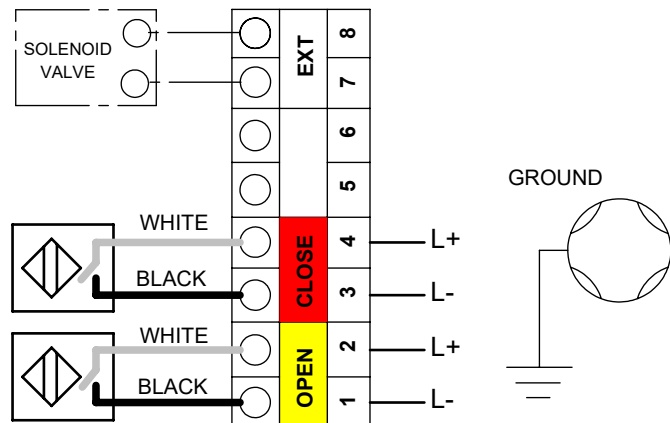 SOLENOID
VALVE
EXT
8
7
6
5
GROUND
WHITE
CLOSE
4
L+
BLACK
3
L-
WHITE
OPEN
2
L+
BLACK
1
L-